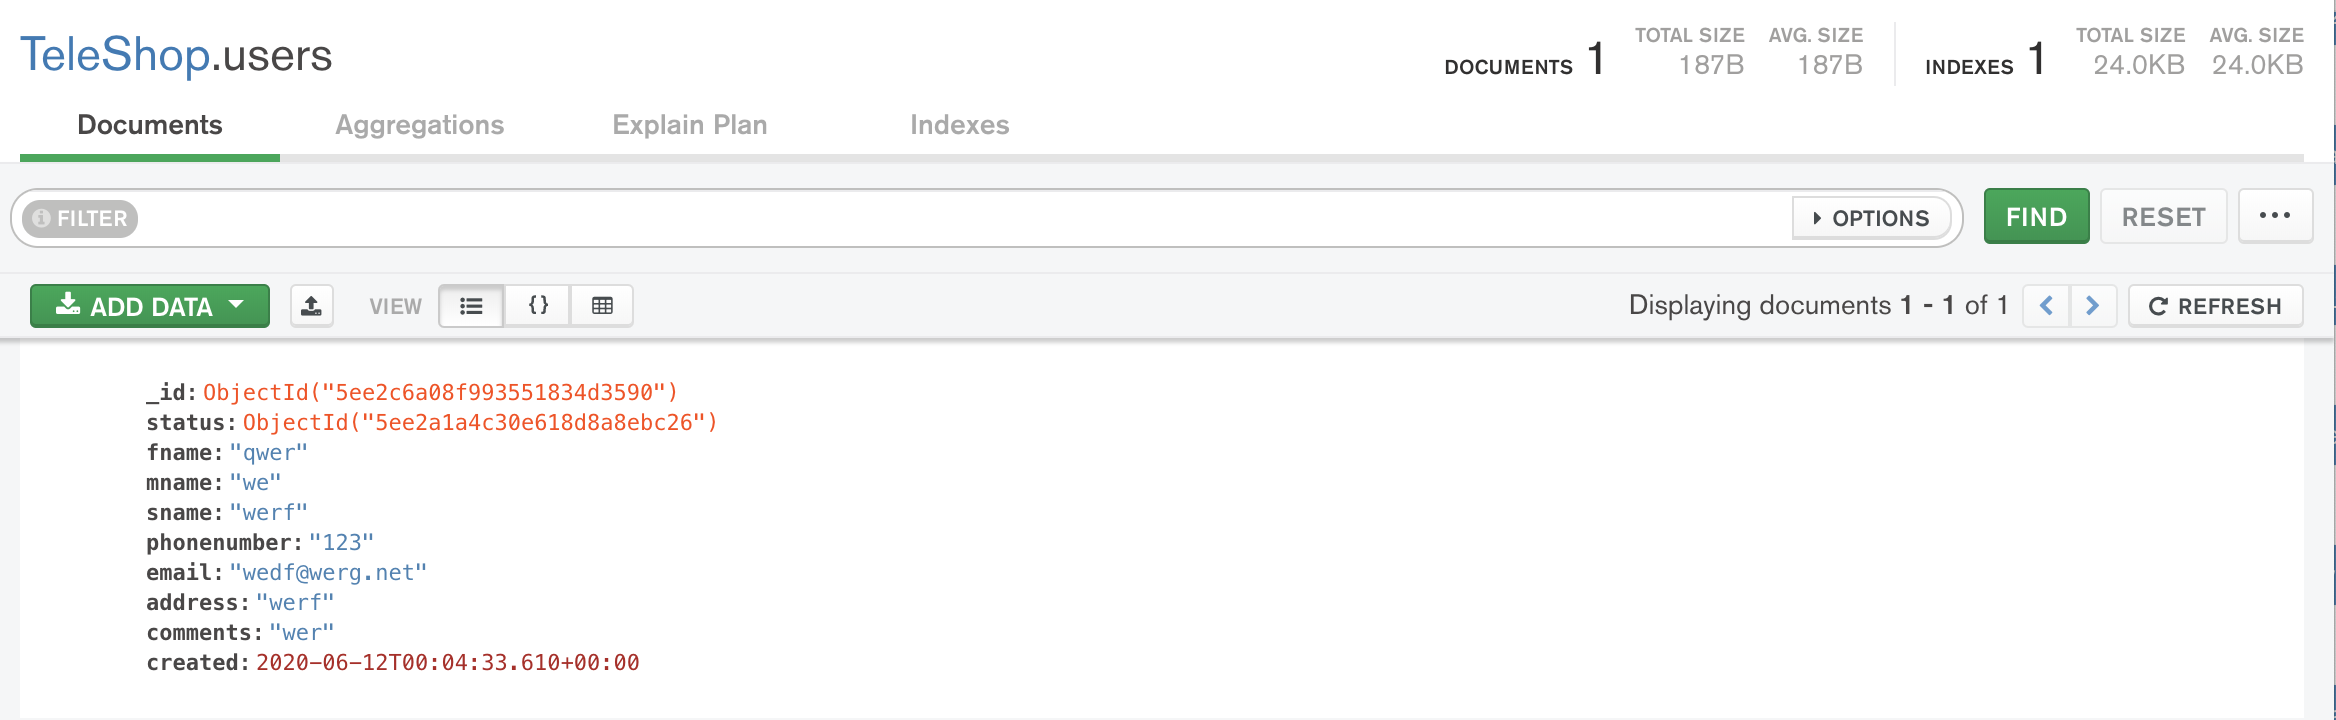 TeleShop.users
DOCUMENTS 1 TOTAL SIZE 187B AVG. SIZE 187B INDEXES 1 TOTAL SIZE 24.0KB AVG. SIZE 24.0KB
Documents Aggregations Explain Plan Indexes
FILTER OPTIONS FIND RESET ...
ADD DATA VIEW {} Displaying documents 1 - 1 of 1 REFRESH
_id: ObjectId("5ee2c6a08f993551834d3590")
status: ObjectId("5ee2a1a4c30e618d8a8ebc26")
fname: "qwer"
mname: "we"
sname: "werf"
phonenumber: "123"
email: "wedf@werg.net"
address: "werf"
comments: "wer"
created: 2020-06-12T00:04:33.610+00:00